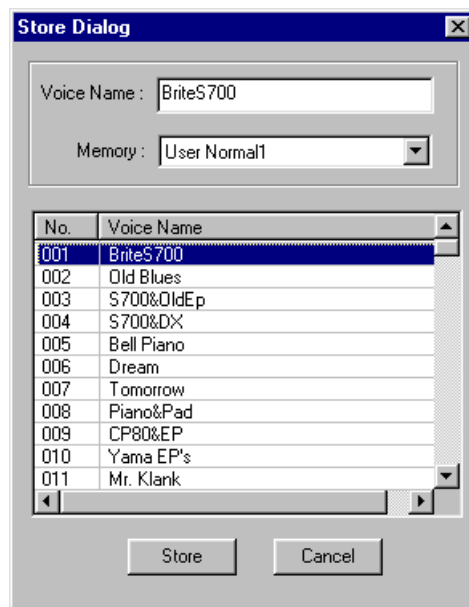 Store Dialog
Voice Name : BriteS700
Memory : User Normal1
No. Voice Name
001 BriteS700
002 Old Blues
003 S700&OldEp
004 S700&DX
005 Bell Piano
006 Dream
007 Tomorrow
008 Piano&Pad
009 CP80&EP
010 Yama EP's
011 Mr. Klank
Store Cancel